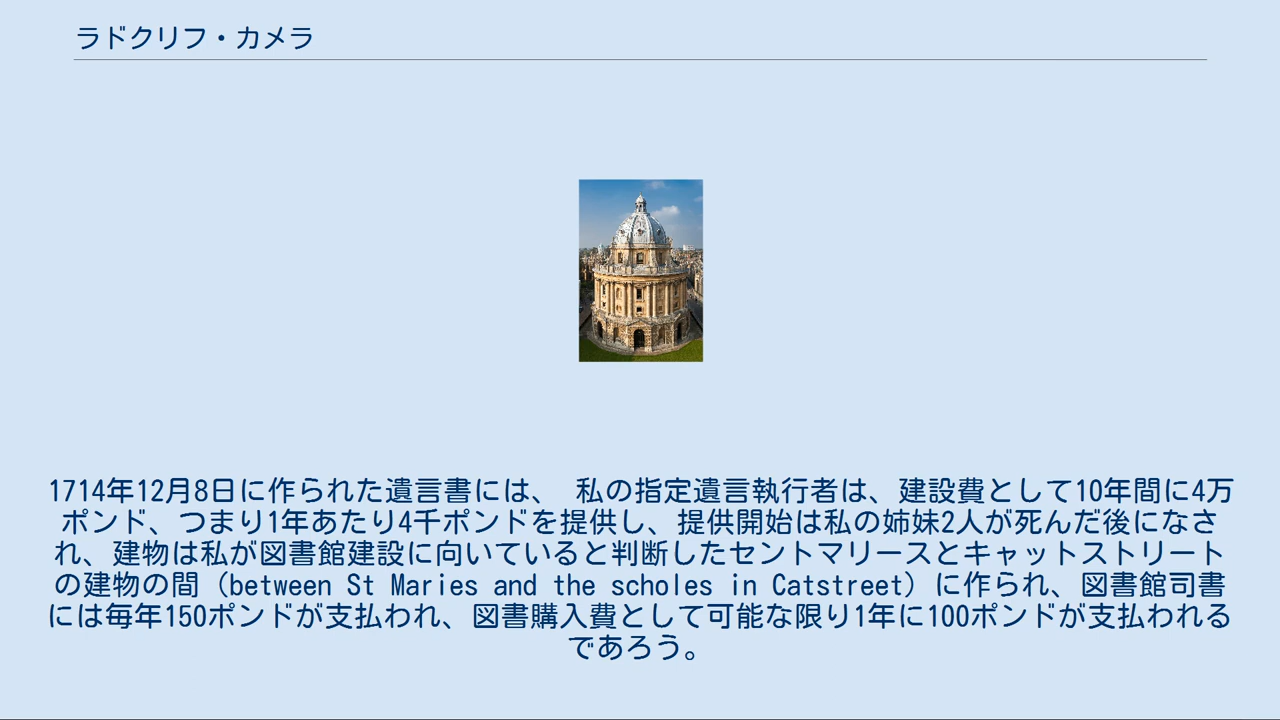 ラドクリフ・カメラ
1714年12月8日に作られた遺言書には、 私の指定遺言執行者は、建設費として10年間に4万
ポンド、つまり1年あたり4千ポンドを提供し、提供開始は私の姉妹2人が死んだ後になさ
れ、建物は私が図書館建設に向いていると判断したセントマリースとキャットストリート
の建物の間（between St Maries and the scholes in Catstreet）に作られ、図書館司書
には毎年150ポンドが支払われ、図書購入費として可能な限り1年に100ポンドが支払われる
であろう。